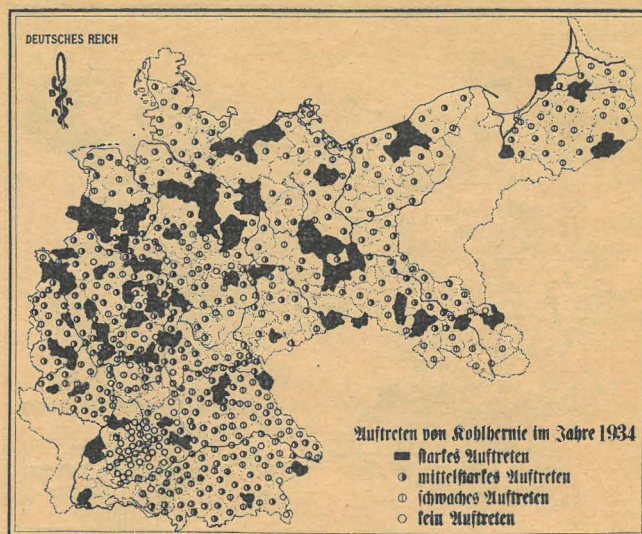 DEUTSCHES REICH
Auftreten von Kohlhernie im Jahre 1934
starkes Auftreten
mittelstarkes Auftreten
schwaches Auftreten
kein Auftreten